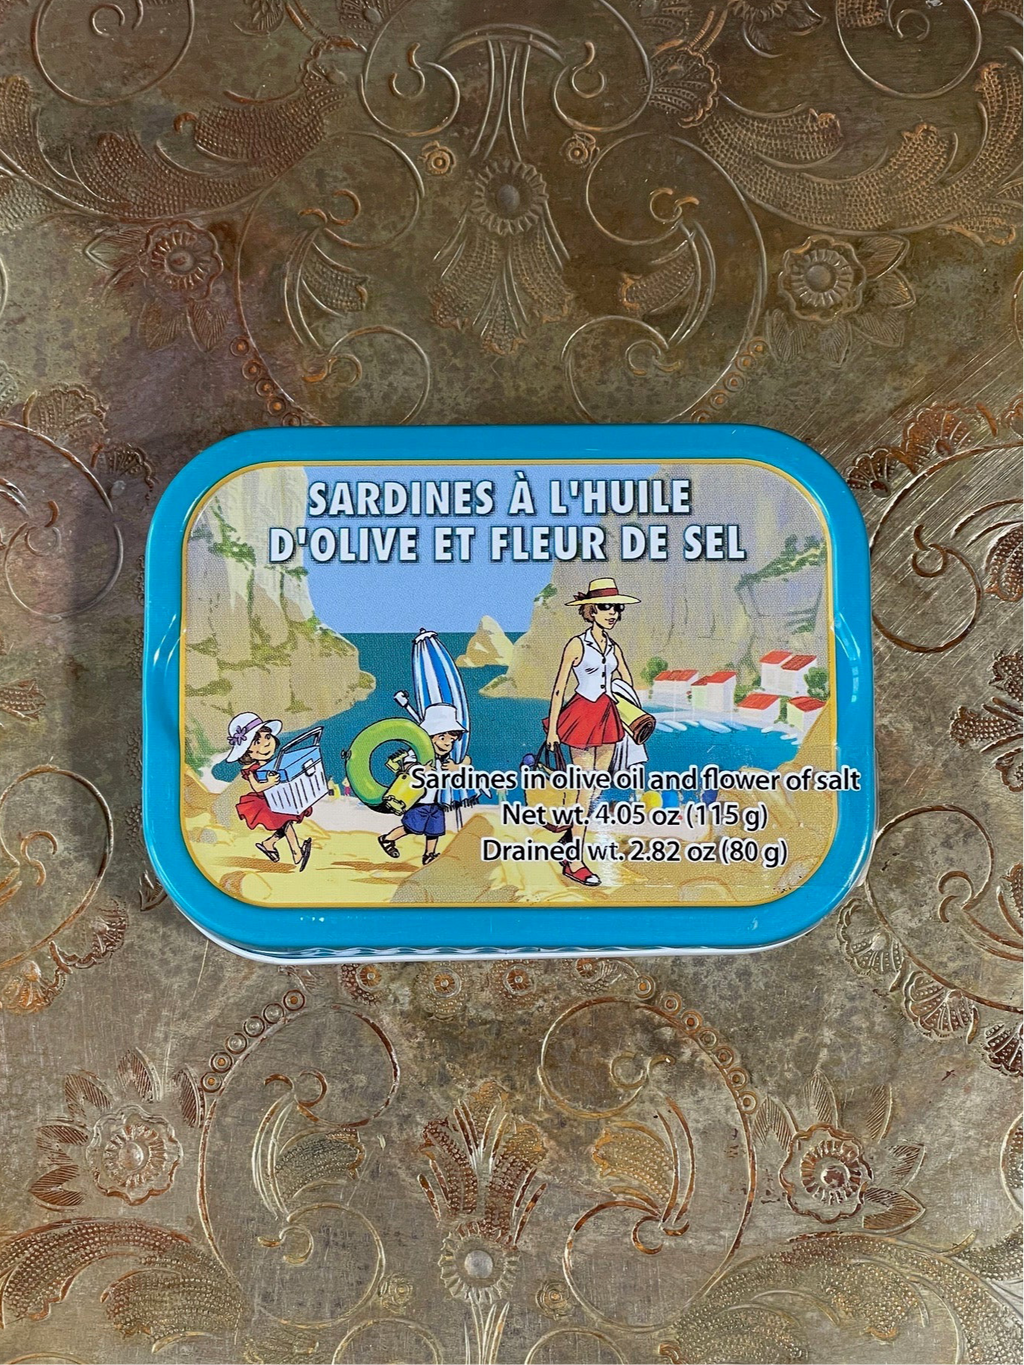 SARDINES À L'HUILE
D'OLIVE ET FLEUR DE SEL
Sardines in olive oil and flower of salt
Net wt. 4.05 oz (115 g)
Drained wt. 2.82 oz (80 g)